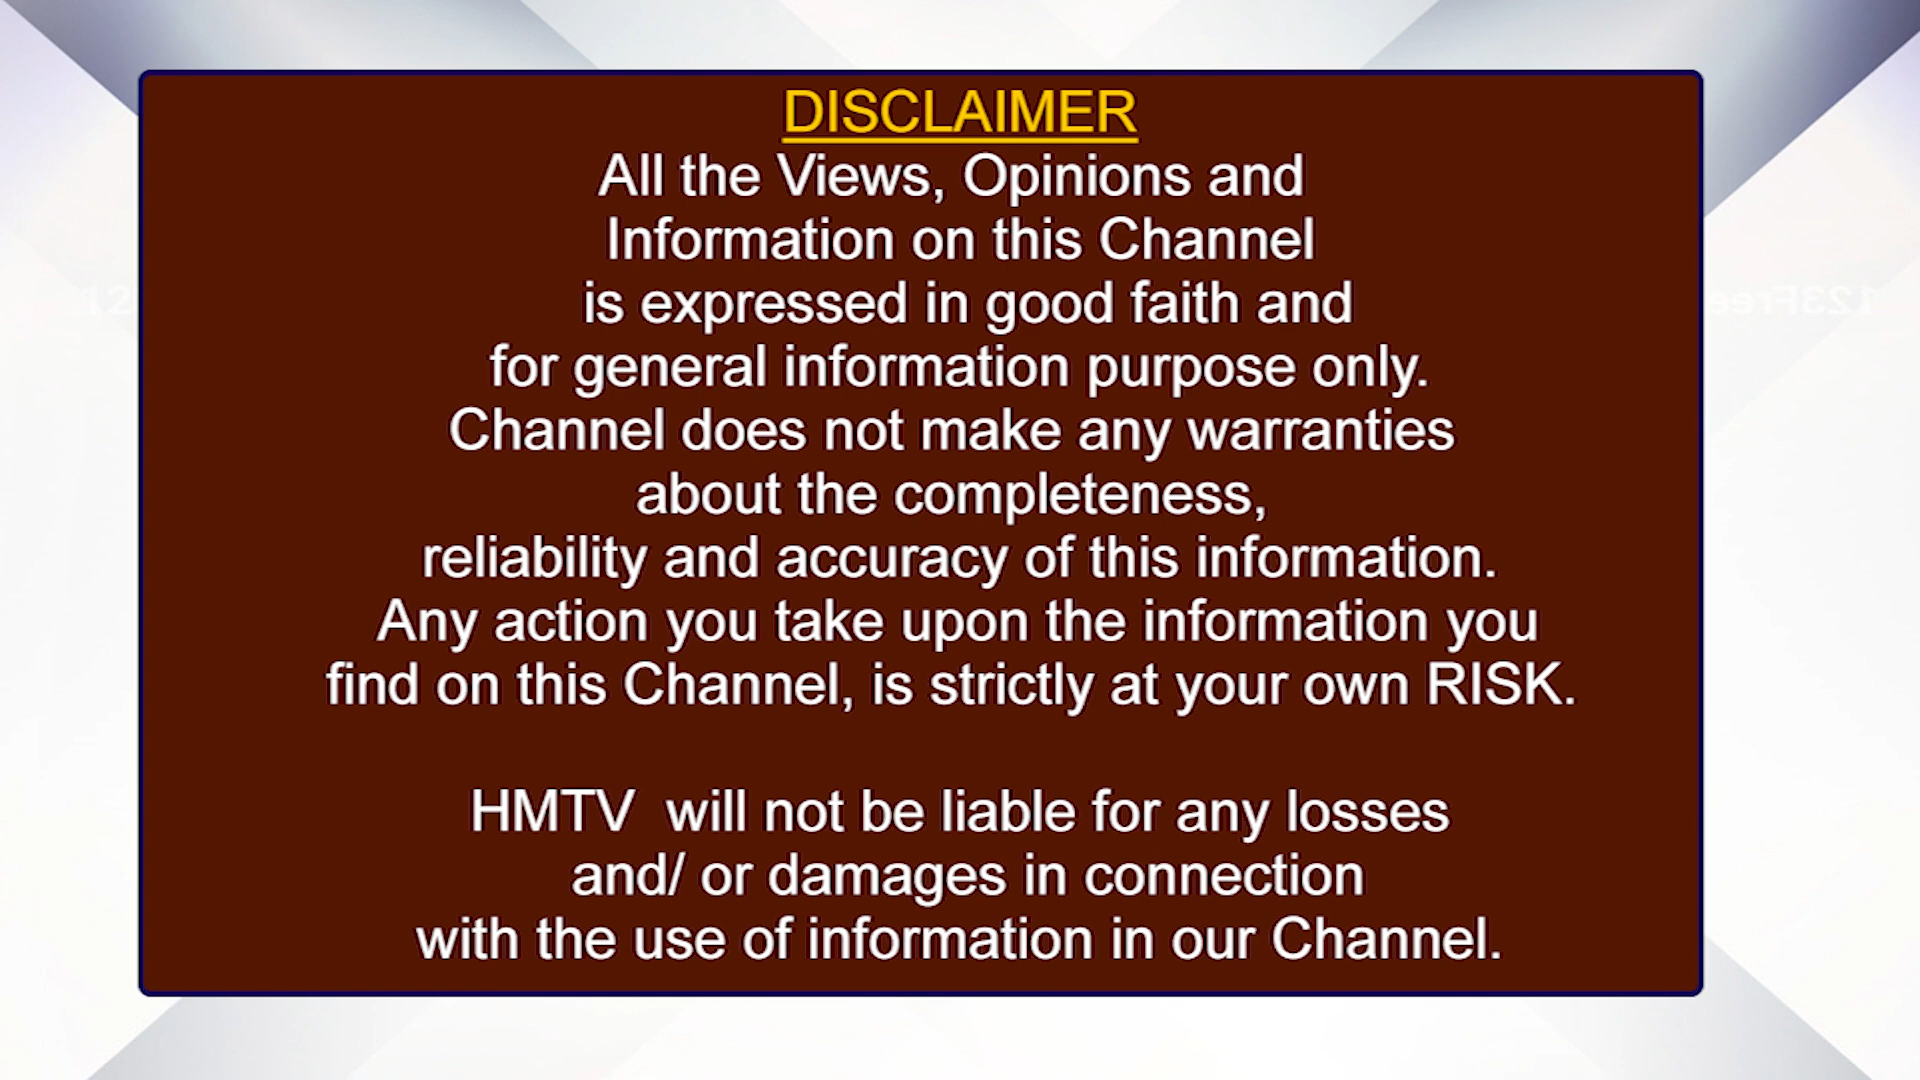 DISCLAIMER
All the Views, Opinions and
Information on this Channel
is expressed in good faith and
for general information purpose only.
Channel does not make any warranties
about the completeness,
reliability and accuracy of this information.
Any action you take upon the information you
find on this Channel, is strictly at your own RISK.
HMTV will not be liable for any losses
and/ or damages in connection
with the use of information in our Channel.